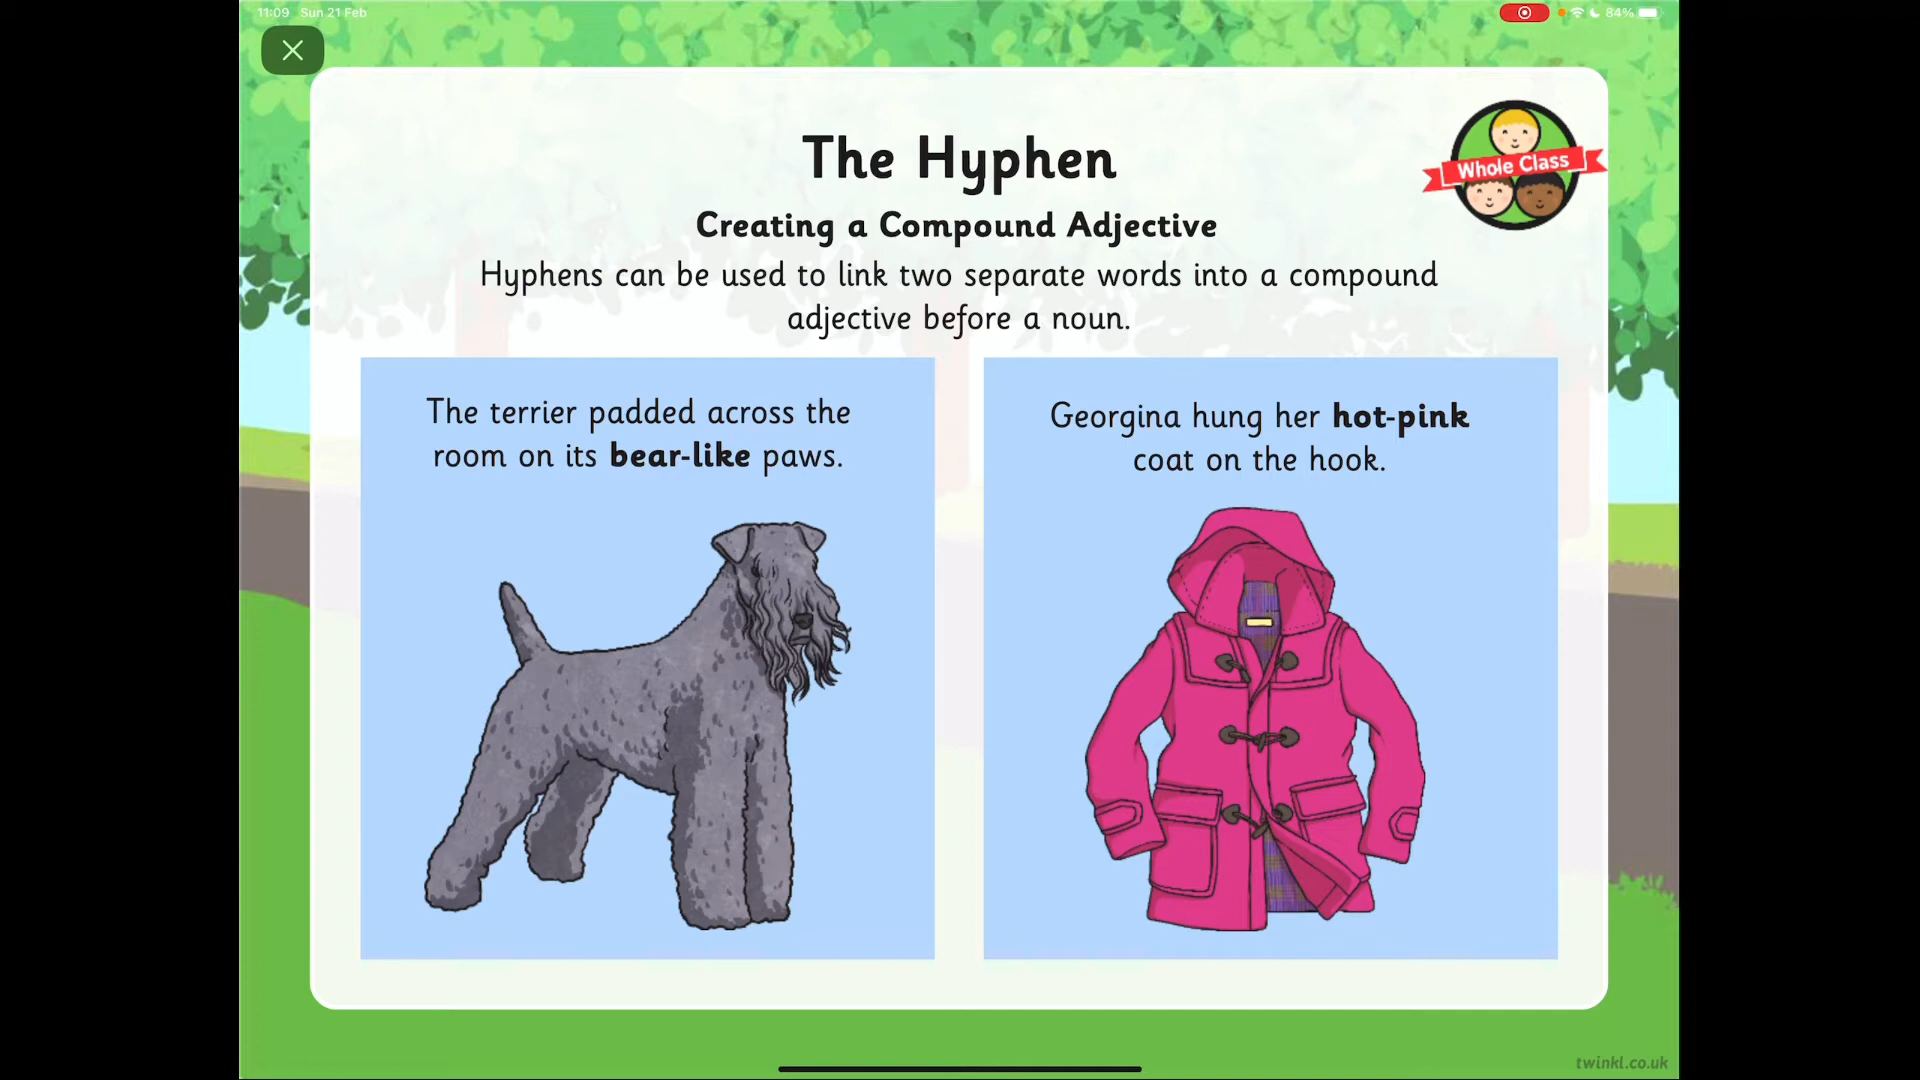 11:09 Sun 21 Feb
84%
The Hyphen
Whole Class
Creating a Compound Adjective
Hyphens can be used to link two separate words into a compound
adjective before a noun.
The terrier padded across the
room on its bear-like paws.
Georgina hung her hot-pink
coat on the hook.
twinkl.co.uk